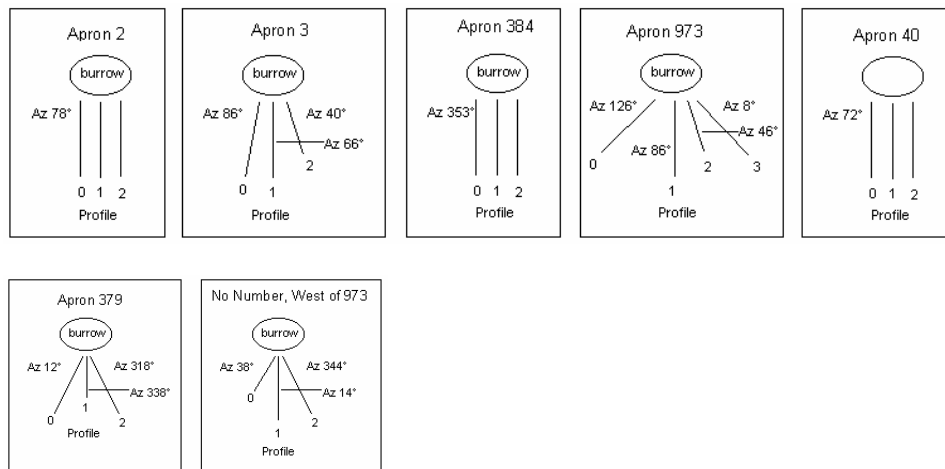 Apron 2
burrow
Az 78°
0 1 2
Profile
Apron 3
burrow
Az 86°
Az 40°
Az 66°
2
0 1
Profile
Apron 384
burrow
Az 353°
0 1 2
Profile
Apron 973
burrow
Az 126°
Az 8°
Az 46°
Az 86°
0
2
3
1
Profile
Apron 40
Az 72°
0 1 2
Profile
Apron 379
burrow
Az 12°
Az 318°
Az 338°
1
0
2
Profile
No Number, West of 973
burrow
Az 38°
Az 344°
Az 14°
0
1
2
Profile